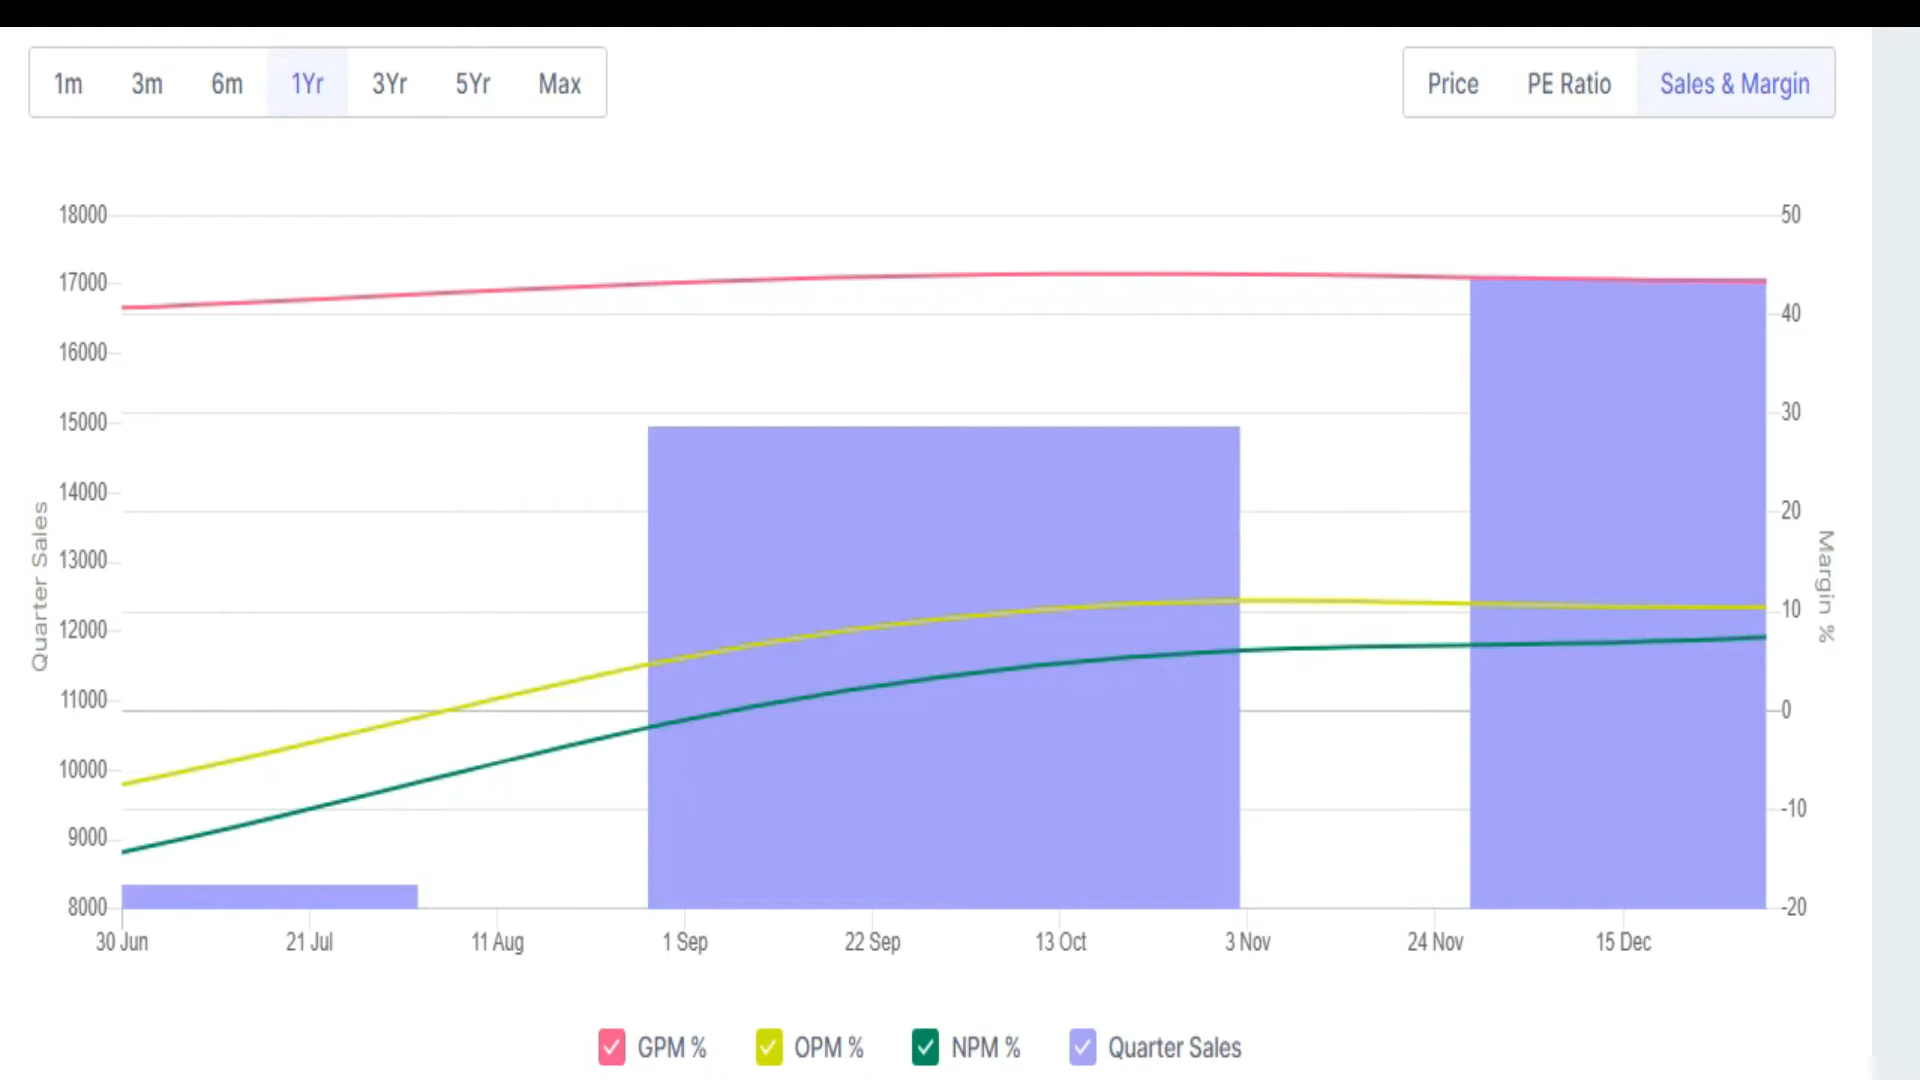 1m 3m 6m 1Yr 3Yr 5Yr Max
Price PE Ratio Sales & Margin
18000 50
17000
40
16000
15000 30
14000 20
13000
12000 10
11000 0
10000
9000 -10
8000 -20
Quarter Sales
Margin %
30 Jun 21 Jul 11 Aug 1 Sep 22 Sep 13 Oct 3 Nov 24 Nov 15 Dec
GPM % OPM % NPM % Quarter Sales